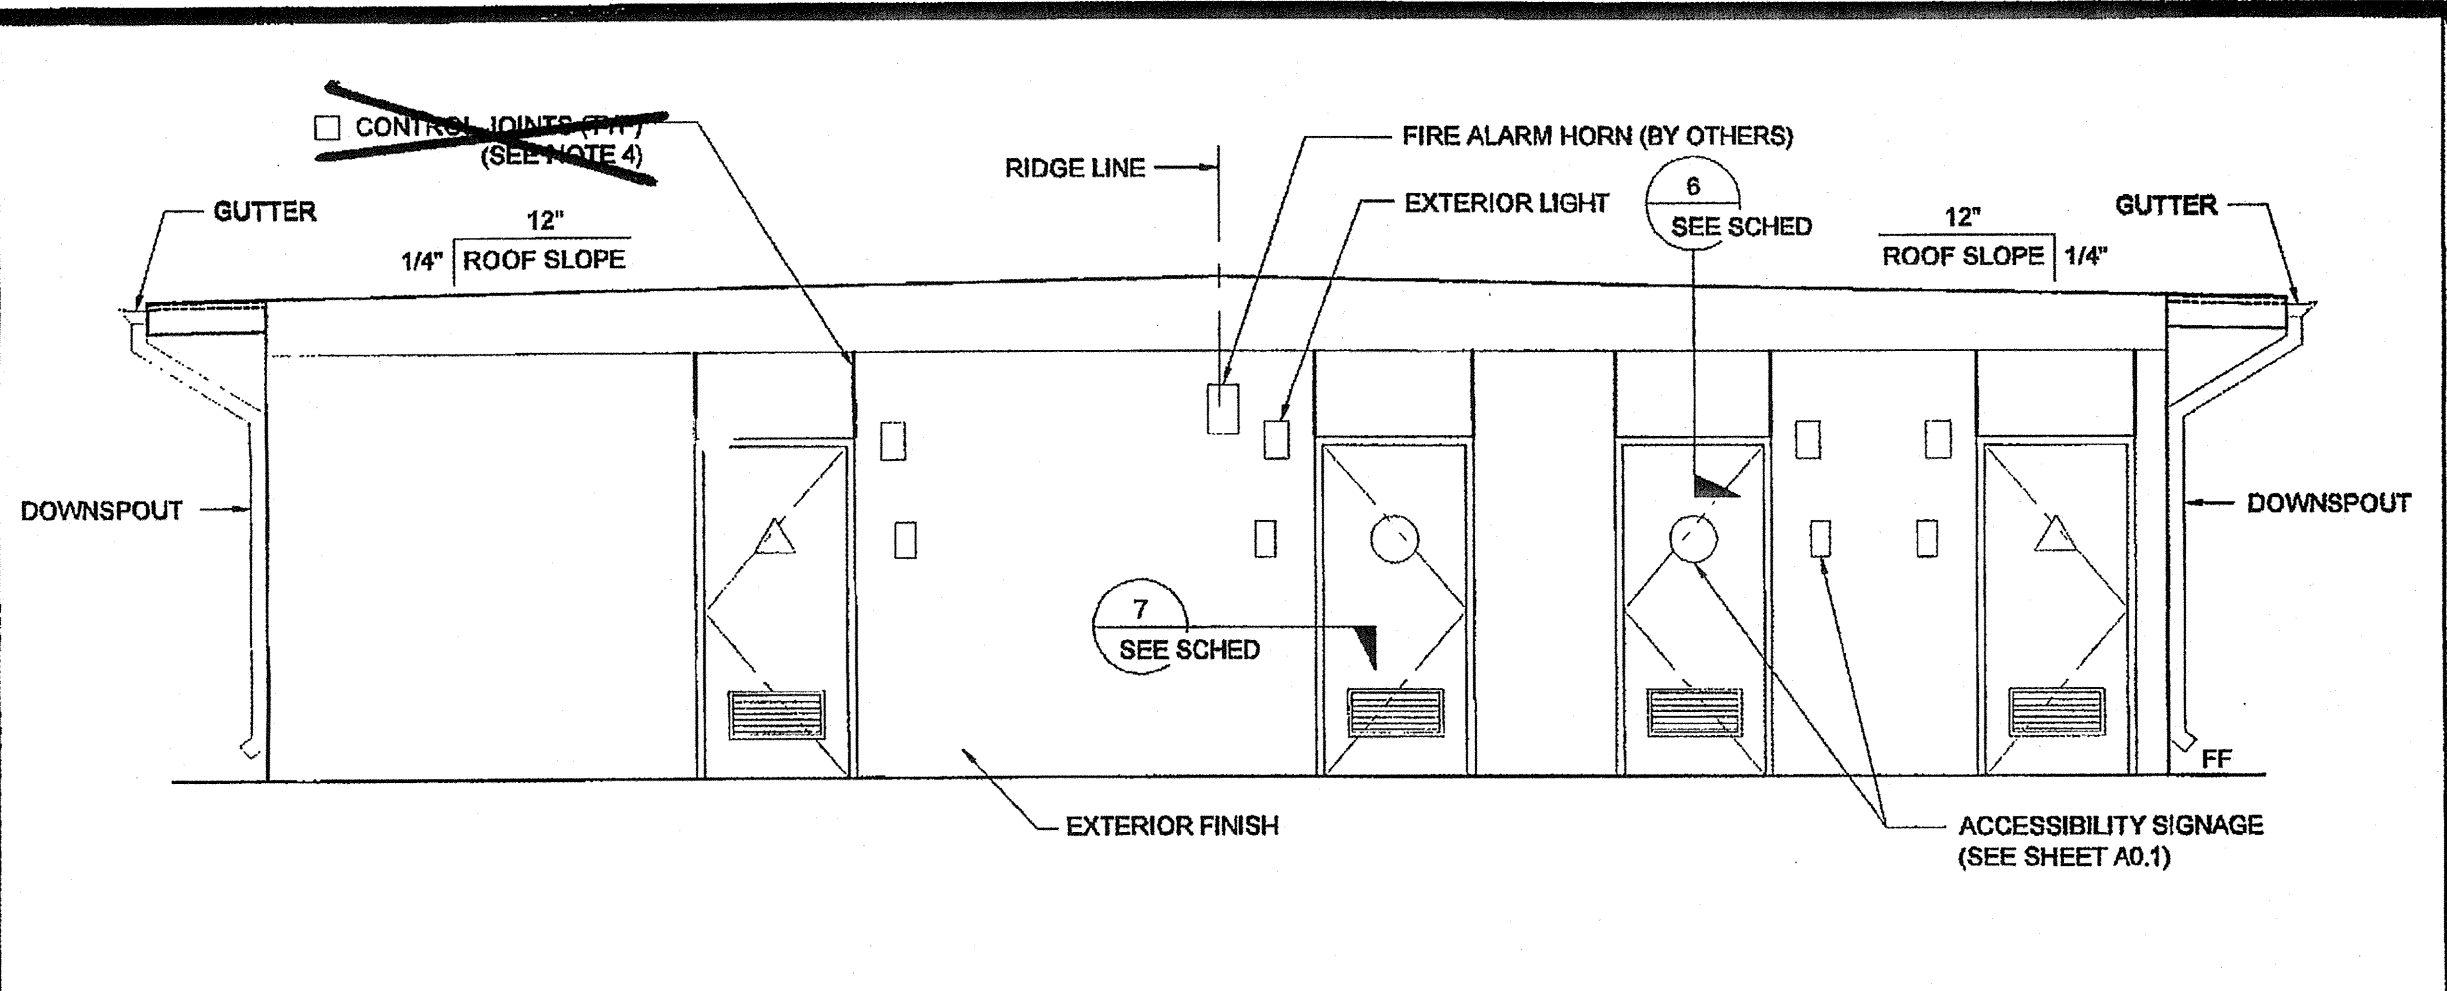 CONTROL JOINTS (TYP)
(SEE NOTE 4)
FIRE ALARM HORN (BY OTHERS)
RIDGE LINE
6
SEE SCHED
EXTERIOR LIGHT
GUTTER
12"
1/4" ROOF SLOPE
12"
ROOF SLOPE 1/4"
GUTTER
DOWNSPOUT
DOWNSPOUT
7
SEE SCHED
FF
EXTERIOR FINISH
ACCESSIBILITY SIGNAGE
(SEE SHEET A0.1)